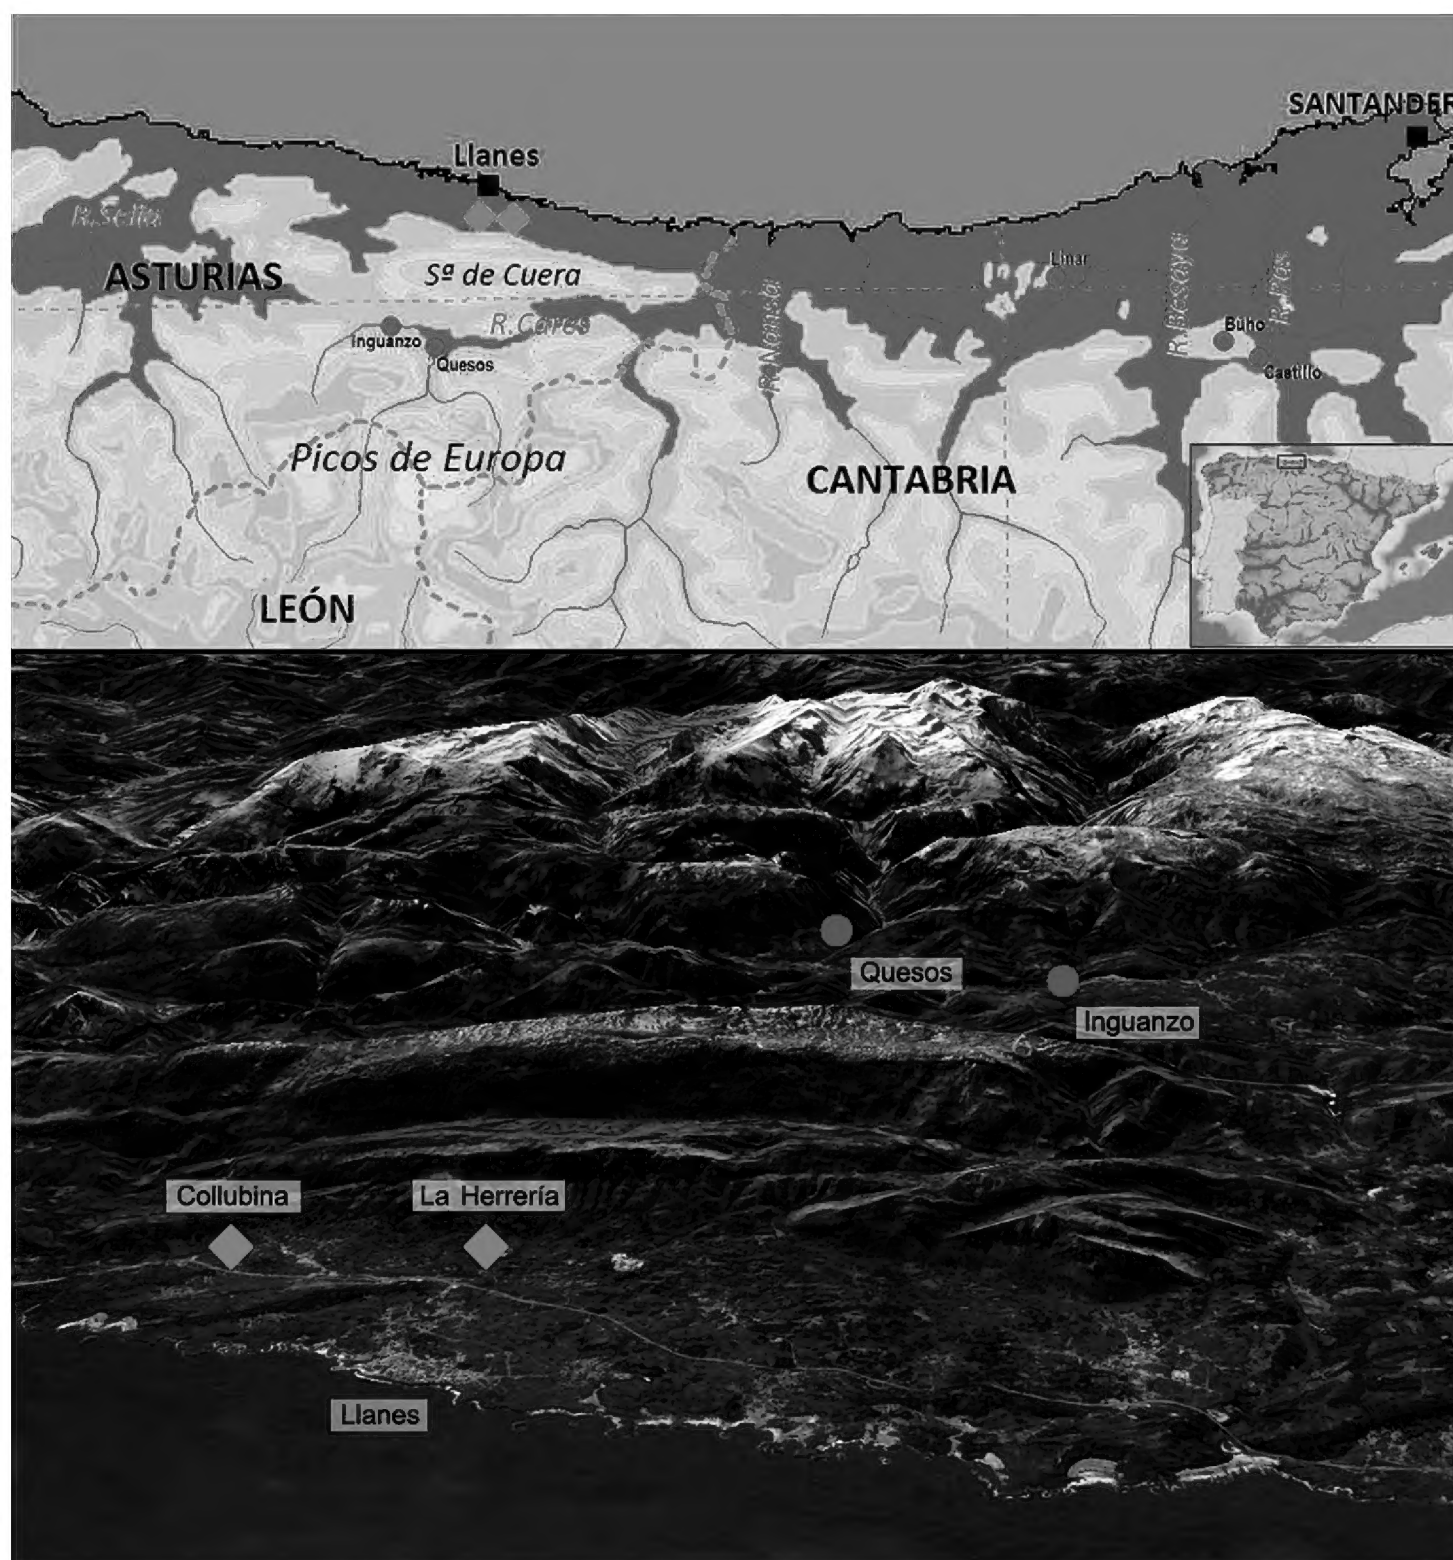 SANTANDER
Llanes
R.Sella
ASTURIAS
Sª de Cuera
Linar
R.Nansa
R.Besaya
R.Pas
R.Cares
Inguanzo
Quesos
Búho
Castillo
Picos de Europa
CANTABRIA
LEÓN
Quesos
Inguanzo
Collubina
La Herrería
Llanes